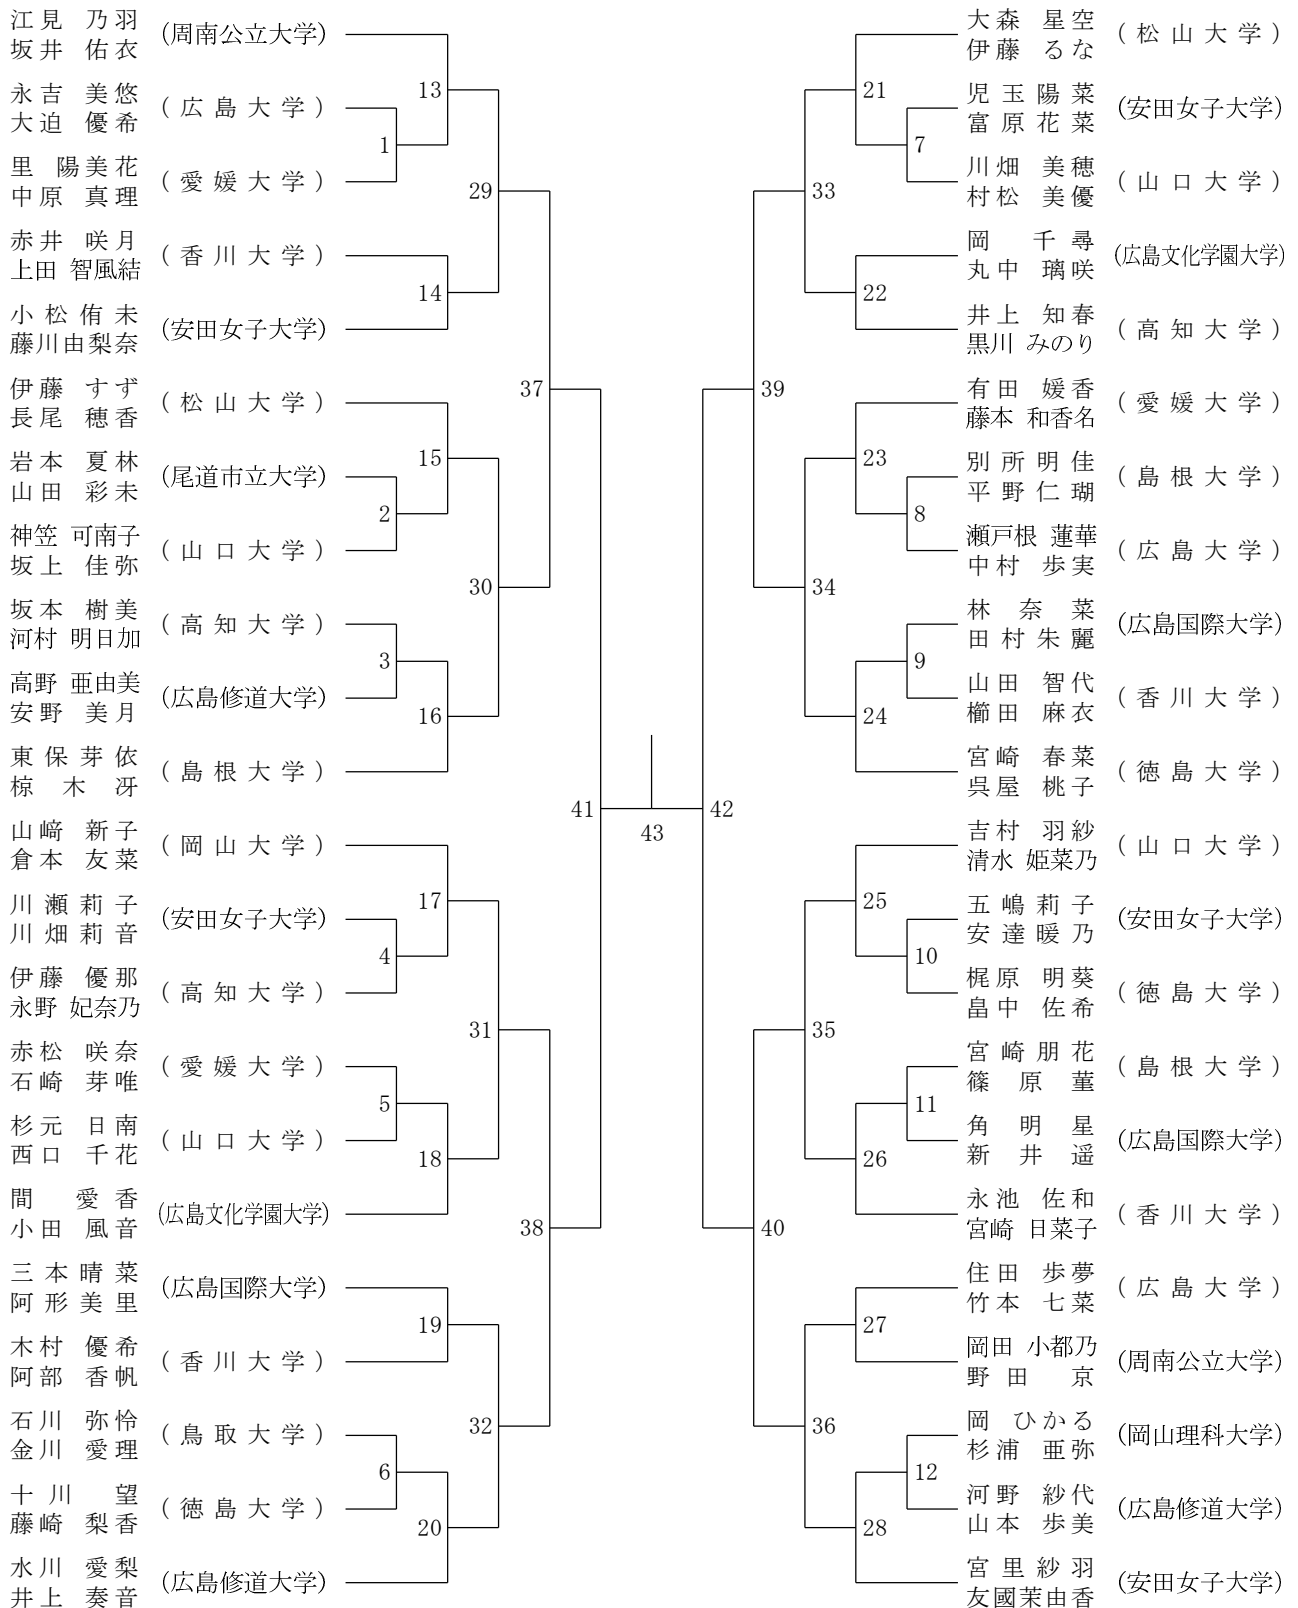 江見 乃羽
坂井 佑衣
(周南公立大学)
永吉 美悠
大迫 優希
(広島大学)
里 陽美花
中原 真理
(愛媛大学)
赤井 咲月
上田 智風結
(香川大学)
小松侑未
藤川由梨奈
(安田女子大学)
伊藤 すず
長尾 穂香
(松山大学)
岩本 夏林
山田 彩未
(尾道市立大学)
神笠 可南子
坂上 佳弥
(山口大学)
坂本 樹美
河村 明日加
(高知大学)
高野 亜由美
安野 美月
(広島修道大学)
東保芽依
椋木冴
(島根大学)
山﨑 新子
倉本 友菜
(岡山大学)
川瀬莉子
川畑莉音
(安田女子大学)
伊藤 優那
永野 妃奈乃
(高知大学)
赤松 咲奈
石崎 芽唯
(愛媛大学)
杉元 日南
西口 千花
(山口大学)
間 愛香
小田 風音
(広島文化学園大学)
三本晴菜
阿形美里
(広島国際大学)
木村 優希
阿部 香帆
(香川大学)
石川 弥怜
金川 愛理
(鳥取大学)
十川 望
藤崎 梨香
(徳島大学)
水川 愛梨
井上 奏音
(広島修道大学)
13
1
29
14
37
15
2
30
3
16
41
17
4
31
5
18
38
19
32
6
20
43
42
21
7
33
22
39
23
8
34
9
24
25
10
35
11
26
40
27
36
12
28
大森 星空
伊藤 るな
(松山大学)
児玉陽菜
富原花菜
(安田女子大学)
川畑 美穂
村松 美優
(山口大学)
岡 千尋
丸中 璃咲
(広島文化学園大学)
井上 知春
黒川 みのり
(高知大学)
有田 媛香
藤本 和香名
(愛媛大学)
別所明佳
平野仁瑚
(島根大学)
瀬戸根 蓮華
中村 歩実
(広島大学)
林奈菜
田村朱麗
(広島国際大学)
山田 智代
櫛田 麻衣
(香川大学)
宮崎 春菜
呉屋 桃子
(徳島大学)
吉村 羽紗
清水 姫菜乃
(山口大学)
五嶋莉子
安達暖乃
(安田女子大学)
梶原 明葵
畠中 佐希
(徳島大学)
宮崎朋花
篠原菫
(島根大学)
角明星
新井遥
(広島国際大学)
永池 佐和
宮崎 日菜子
(香川大学)
住田 歩夢
竹本 七菜
(広島大学)
岡田 小都乃
野田 京
(周南公立大学)
岡 ひかる
杉浦 亜弥
(岡山理科大学)
河野 紗代
山本 歩美
(広島修道大学)
宮里紗羽
友國茉由香
(安田女子大学)